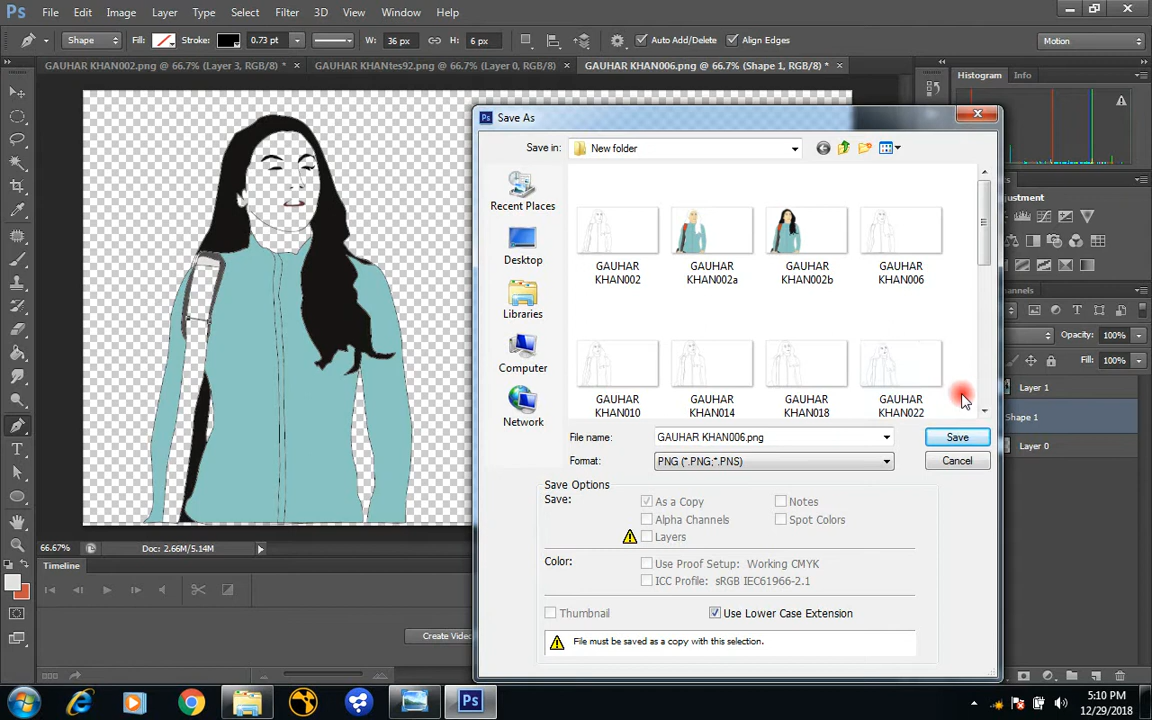 Ps File Edit Image Layer Type Select Filter 3D View Window Help
Shape Fill: Stroke: 0.73 pt W: 36 px H: 6 px Auto Add/Delete Align Edges Motion
GAUHAR KHAN002.png @ 66.7% (Layer 3, RGB/8) * × GAUHAR KHANtes92.png @ 66.7% (Layer 0, RGB/8) × GAUHAR KHAN006.png @ 66.7% (Shape 1, RGB/8) * ×
Histogram Info
Save As
Save in: New folder
Recent Places
Desktop
Libraries
Computer
Network
GAUHAR KHAN002
GAUHAR KHAN002a
GAUHAR KHAN002b
GAUHAR KHAN006
GAUHAR KHAN010
GAUHAR KHAN014
GAUHAR KHAN018
GAUHAR KHAN022
File name: GAUHAR KHAN006.png Save
Format: PNG (*.PNG;*.PNS) Cancel
Save Options
Save: As a Copy Notes
Alpha Channels Spot Colors
Layers
Color: Use Proof Setup: Working CMYK
ICC Profile: sRGB IEC61966-2.1
Thumbnail Use Lower Case Extension
File must be saved as a copy with this selection.
djustment
hannels
Opacity: 100%
Fill: 100%
Layer 1
Shape 1
Layer 0
66.67% Doc: 2.66M/5.14M
Timeline
Create Video
Ps
5:10 PM
12/29/2018